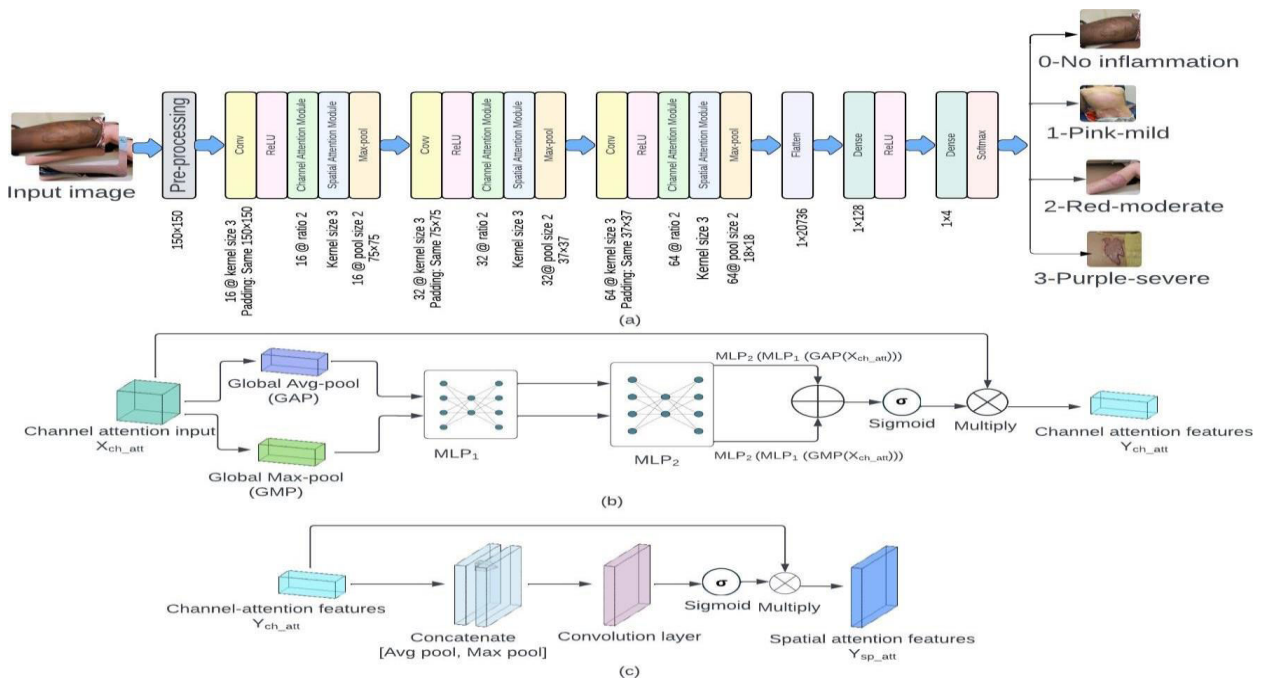 Input image
Pre-processing
150×150
Conv
ReLU
Channel Attention Module
Spatial Attention Module
Max-pool
16 @ kernel size 3
Padding: Same 150×150
16 @ ratio 2
Kernel size 3
16 @ pool size 2
75×75
Conv
ReLU
Channel Attention Module
Spatial Attention Module
Max-pool
32 @ kernel size 3
Padding: Same 75×75
32 @ ratio 2
Kernel size 3
32@ pool size 2
37×37
Conv
ReLU
Channel Attention Module
Spatial Attention Module
Max-pool
64 @ kernel size 3
Padding: Same 37×37
64 @ ratio 2
Kernel size 3
64@ pool size 2
18×18
Flatten
1×20736
Dense
ReLU
1×128
Dense
Softmax
1×4
0-No inflammation
1-Pink-mild
2-Red-moderate
3-Purple-severe
(a)
Channel attention input
X_ch_att
Global Avg-pool
(GAP)
Global Max-pool
(GMP)
MLP₁
MLP₂
MLP₂ (MLP₁ (GAP(X_ch_att)))
MLP₂ (MLP₁ (GMP(X_ch_att)))
σ
Sigmoid
Multiply
Channel attention features
Y_ch_att
(b)
Channel-attention features
Y_ch_att
Concatenate
[Avg pool, Max pool]
Convolution layer
σ
Sigmoid
Multiply
Spatial attention features
Y_sp_att
(c)